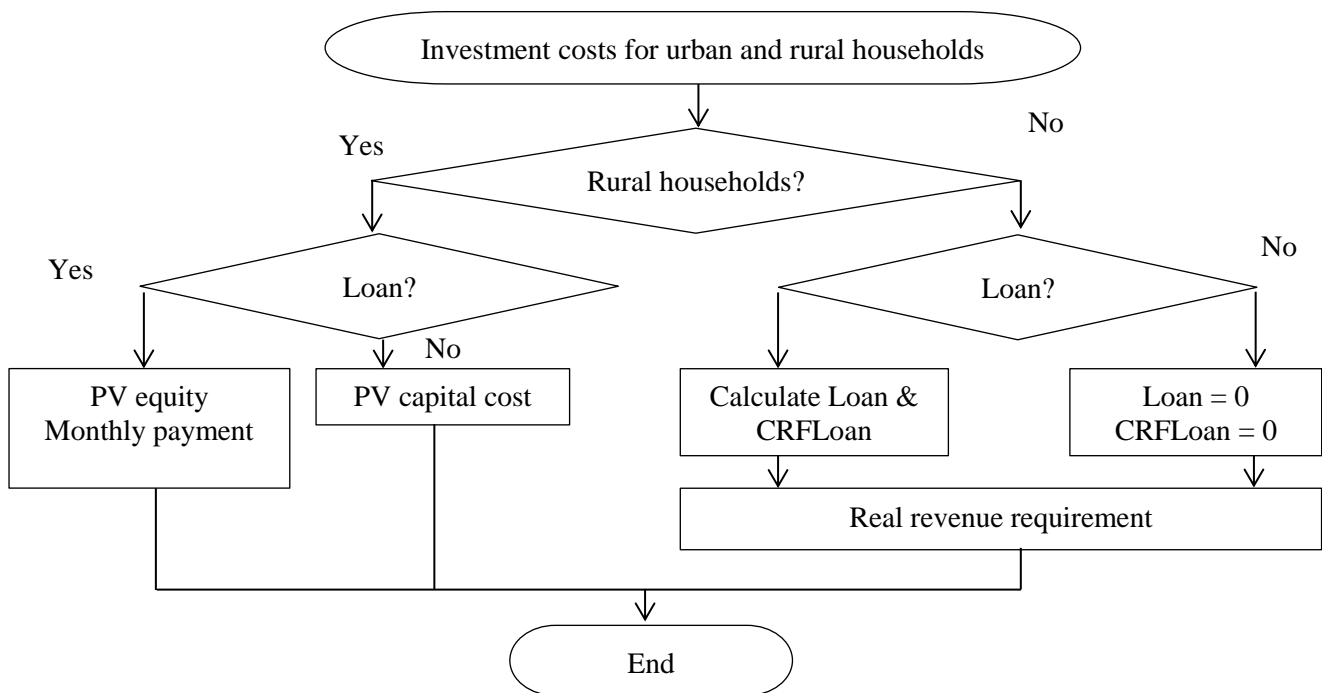 Investment costs for urban and rural households
No
Yes
Rural households?
Yes
No
Loan?
Loan?
No
PV equity
Monthly payment
PV capital cost
Calculate Loan &
CRFLoan
Loan = 0
CRFLoan = 0
Real revenue requirement
End